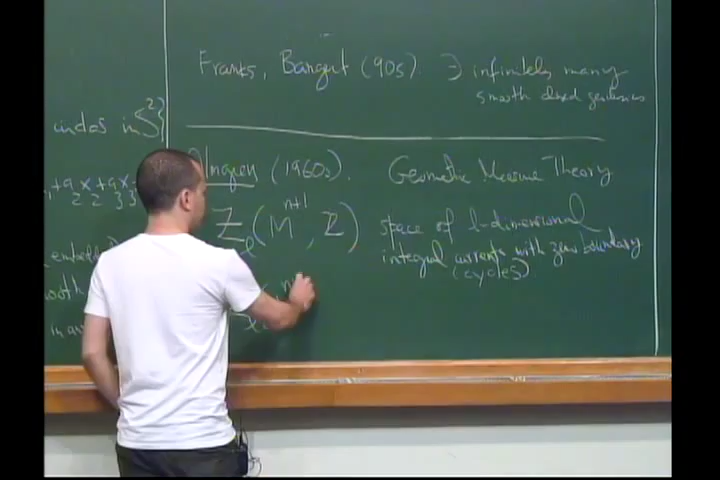 Franks, Bangert (90s). ∃ infinitely many
smooth closed geodesics
indas in S²}
Almgren (1960s). Geometric Measure Theory
Z_l(M^{n+1}, Z) space of l-dimensional
integral currents with zero boundary
(cycles)